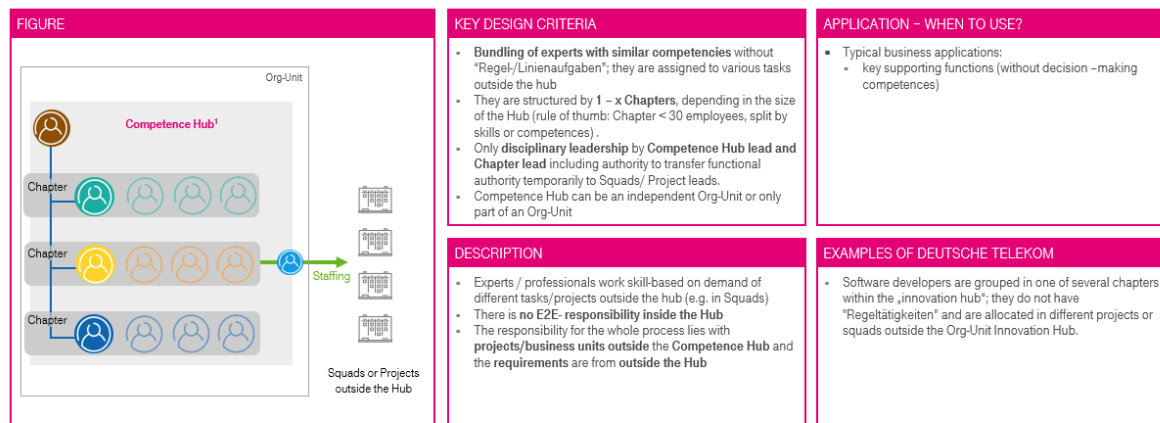 FIGURE
Org-Unit
Competence Hub¹
Chapter
Chapter
Chapter
Staffing
Squads or Projects
outside the Hub
KEY DESIGN CRITERIA
▪ Bundling of experts with similar competencies without
"Regel-/Linienaufgaben"; they are assigned to various tasks
outside the hub
▪ They are structured by 1 – x Chapters, depending in the size
of the Hub (rule of thumb: Chapter < 30 employees, split by
skills or competences) .
▪ Only disciplinary leadership by Competence Hub lead and
Chapter lead including authority to transfer functional
authority temporarily to Squads/ Project leads.
▪ Competence Hub can be an independent Org-Unit or only
part of an Org-Unit
APPLICATION – WHEN TO USE?
▪ Typical business applications:
▪ key supporting functions (without decision –making
competences)
DESCRIPTION
▪ Experts / professionals work skill-based on demand of
different tasks/projects outside the hub (e.g. in Squads)
▪ There is no E2E- responsibility inside the Hub
▪ The responsibility for the whole process lies with
projects/business units outside the Competence Hub and
the requirements are from outside the Hub
EXAMPLES OF DEUTSCHE TELEKOM
▪ Software developers are grouped in one of several chapters
within the „innovation hub"; they do not have
"Regeltätigkeiten" and are allocated in different projects or
squads outside the Org-Unit Innovation Hub.